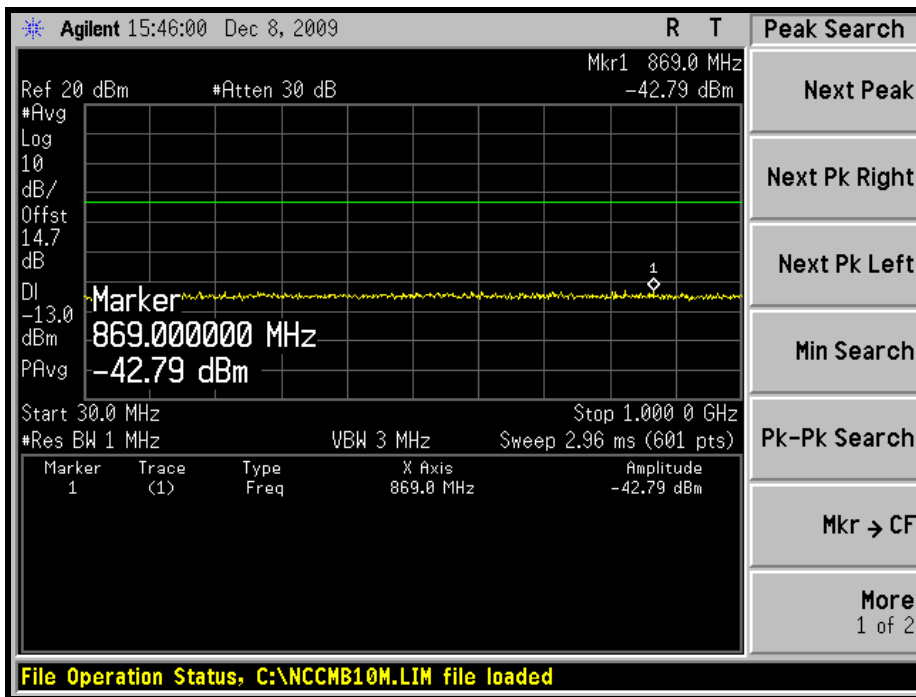 Agilent 15:46:00 Dec 8, 2009 R T
Peak Search
Mkr1 869.0 MHz
Ref 20 dBm #Atten 30 dB -42.79 dBm
#Avg
Log
10
dB/
Offst
14.7
dB
DI
-13.0
dBm
PAvg
1
Marker
869.000000 MHz
-42.79 dBm
Start 30.0 MHz Stop 1.000 0 GHz
#Res BW 1 MHz VBW 3 MHz Sweep 2.96 ms (601 pts)
Marker Trace Type X Axis Amplitude
1 (1) Freq 869.0 MHz -42.79 dBm
Next Peak
Next Pk Right
Next Pk Left
Min Search
Pk-Pk Search
Mkr → CF
More
1 of 2
File Operation Status, C:\NCCMB10M.LIM file loaded